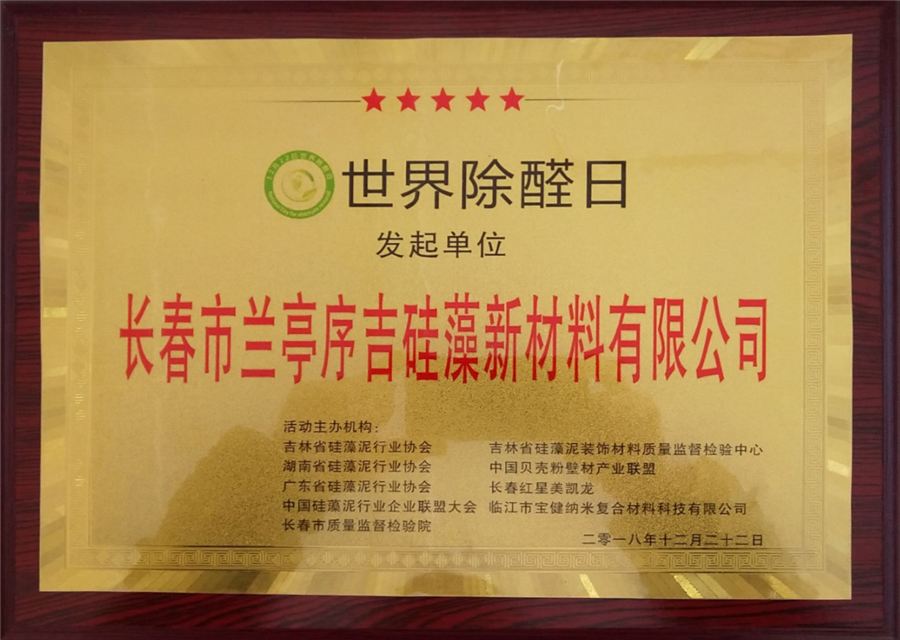 世界除醛日
发起单位
长春市兰亭序吉硅藻新材料有限公司
活动主办机构：
吉林省硅藻泥行业协会 吉林省硅藻泥装饰材料质量监督检验中心
湖南省硅藻泥行业协会 中国贝壳粉壁材产业联盟
广东省硅藻泥行业协会 长春红星美凯龙
中国硅藻泥行业企业联盟大会 临江市宝健纳米复合材料科技有限公司
长春市质量监督检验院
二零一八年十二月二十二日